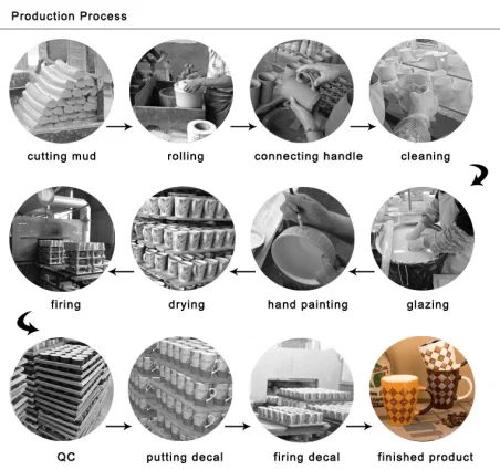 Production Process
cutting mud
rolling
connecting handle
cleaning
firing
drying
hand painting
glazing
QC
putting decal
firing decal
finished product